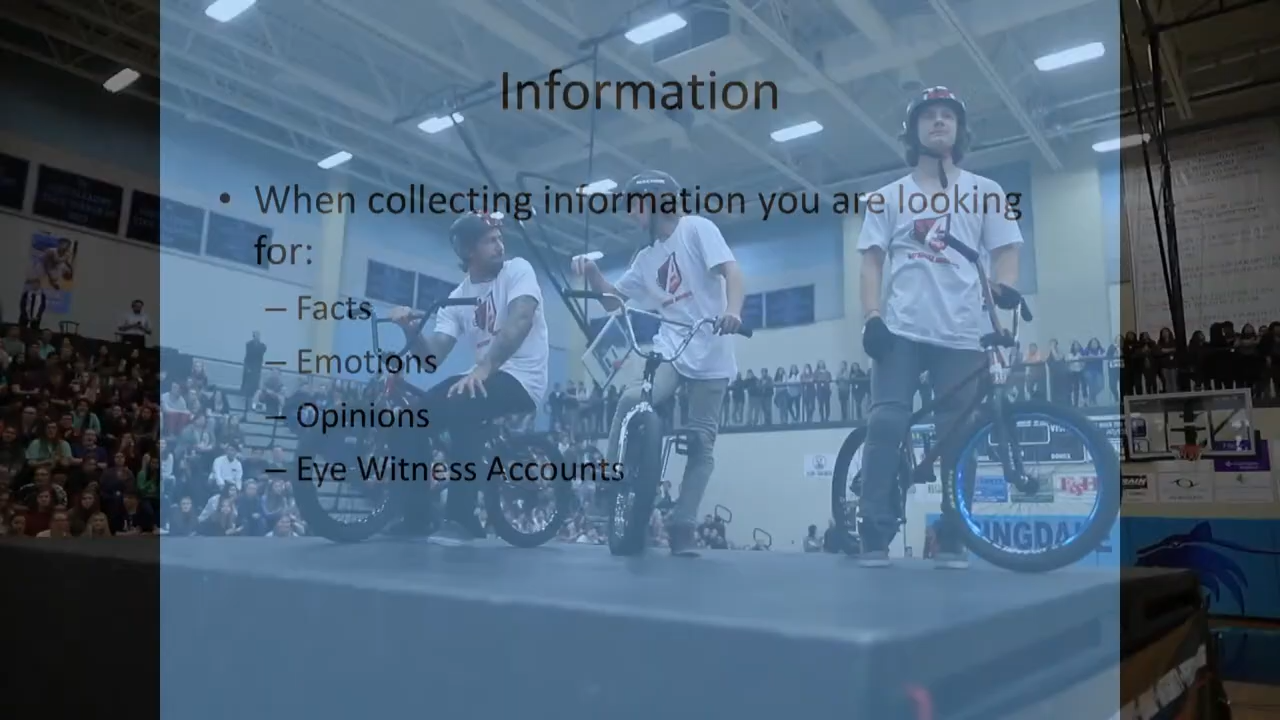 Information
• When collecting information you are looking
for:
– Facts
– Emotions
– Opinions
– Eye Witness Accounts